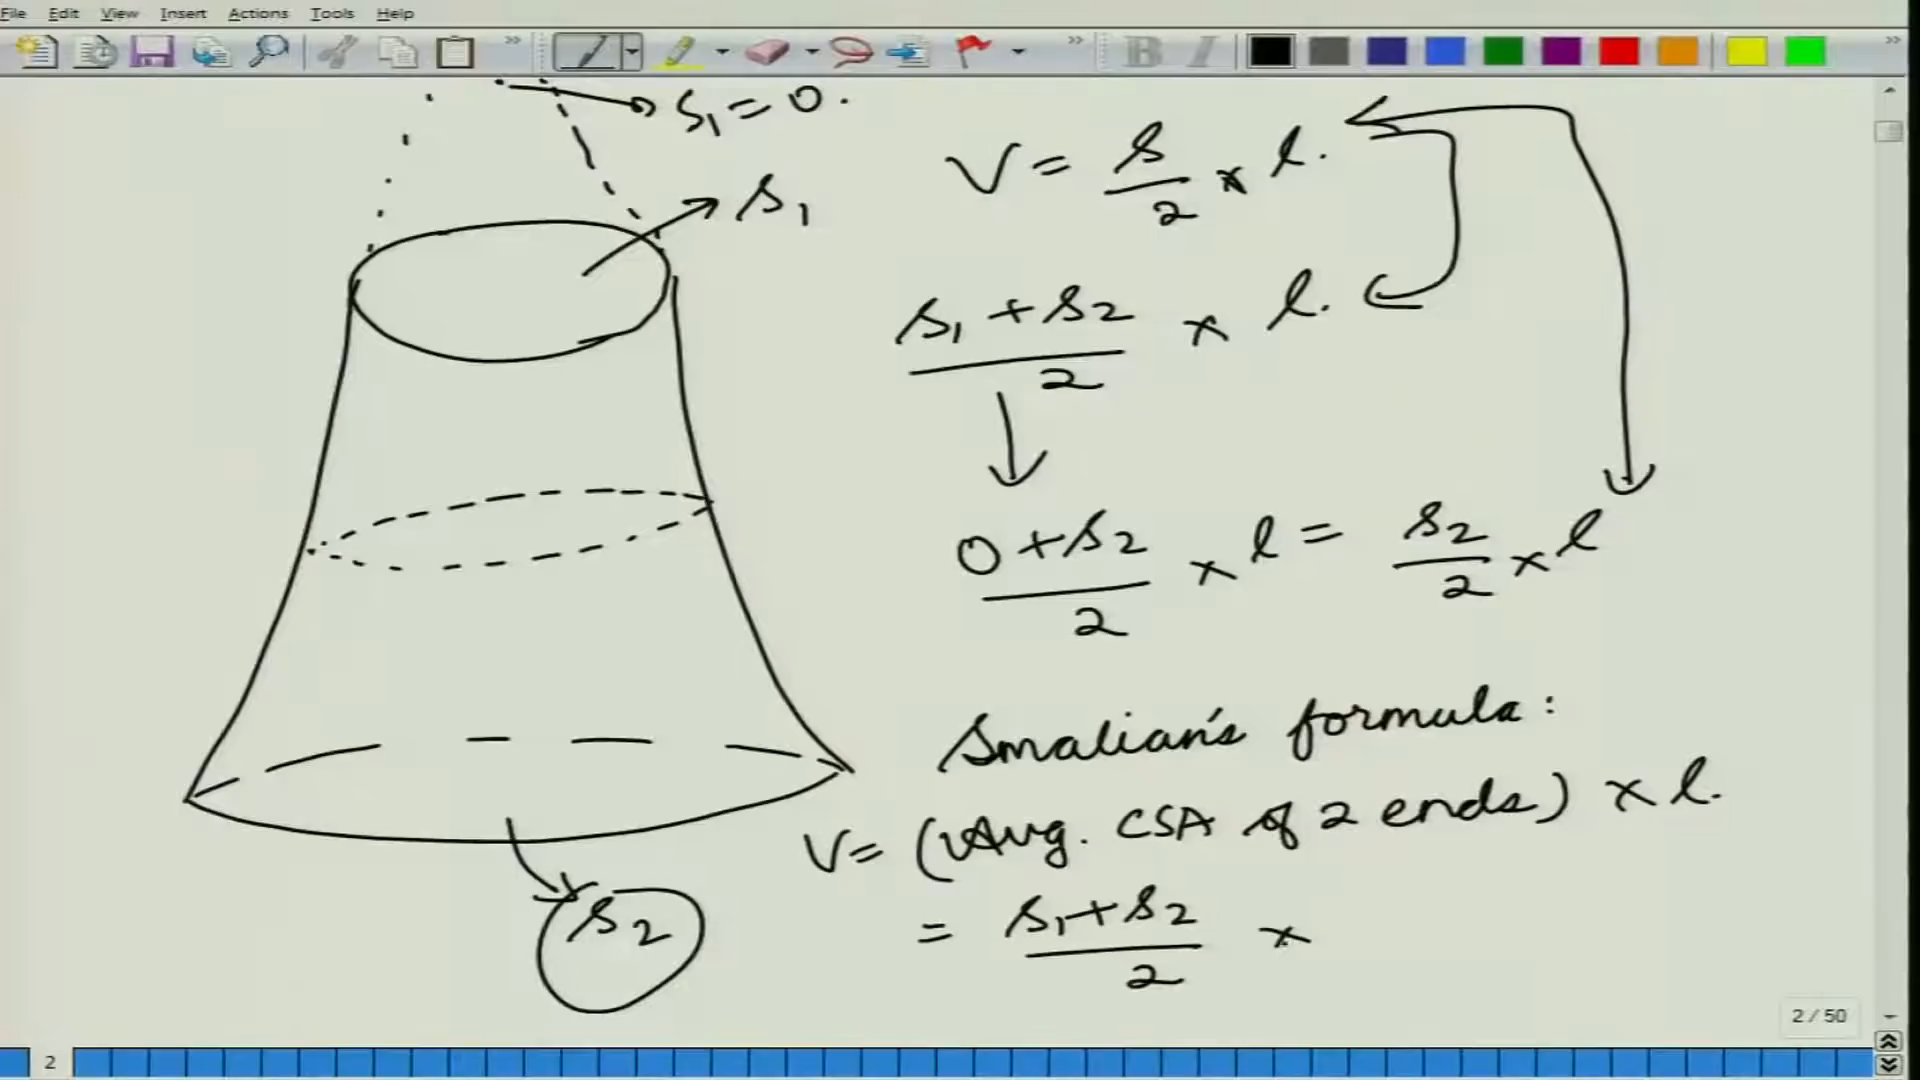 File Edit View Insert Actions Tools Help
B I
S₁ = 0.
S₁
V = S/2 × l.
S₁ + S₂/2 × l.
0 + S₂/2 × l = S₂/2 × l
Smalian's formula:
V = (Avg. CSA of 2 ends) × l.
= S₁ + S₂/2 ×
S₂
2 / 50
2